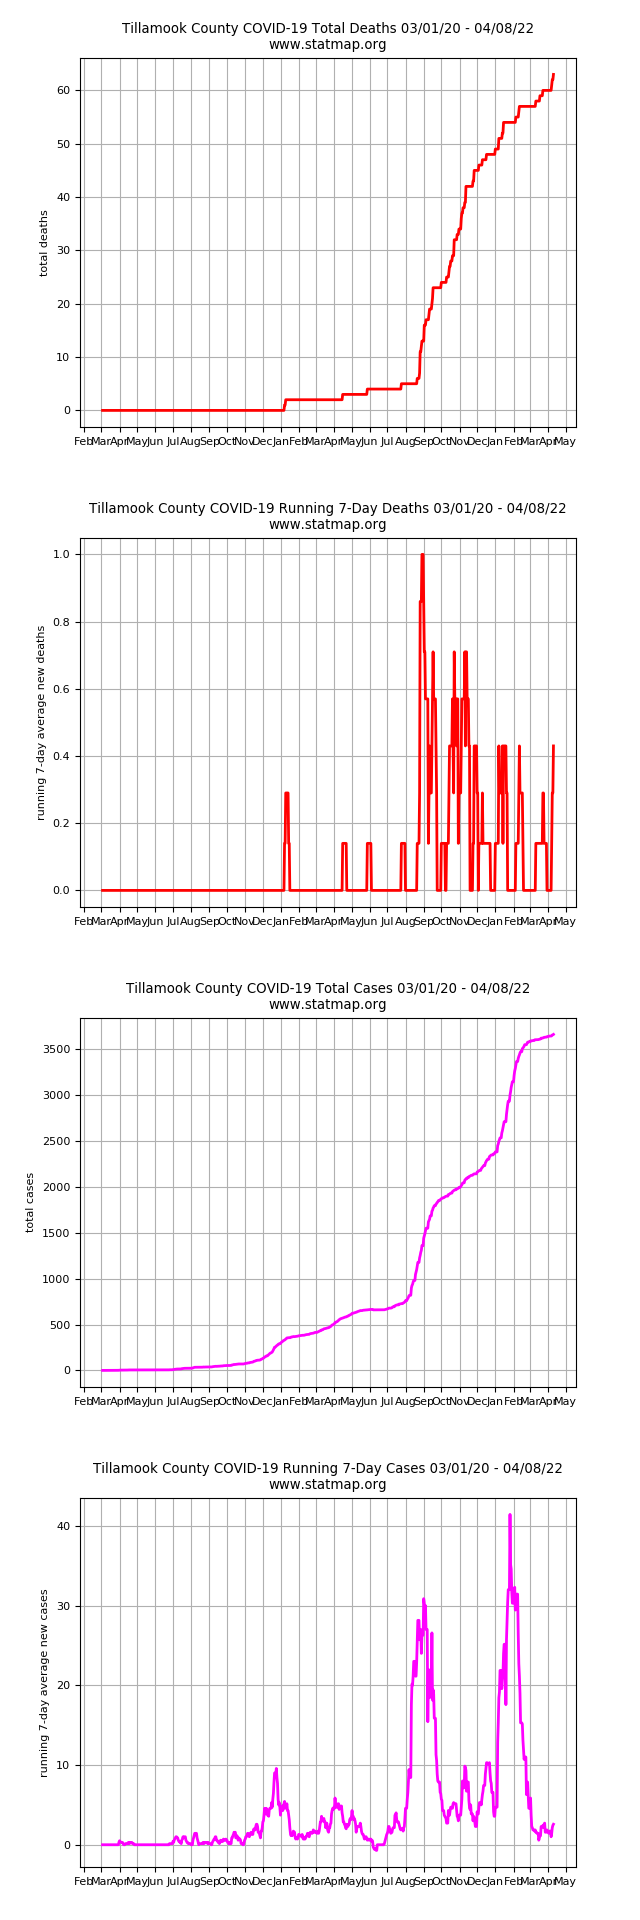 Tillamook County COVID-19 Total Deaths 03/01/20 - 04/08/22
www.statmap.org
60
50
40
30
20
10
0
total deaths
Feb Mar Apr May Jun Jul Aug Sep Oct Nov Dec Jan Feb Mar Apr May Jun Jul Aug Sep Oct Nov Dec Jan Feb Mar Apr May
Tillamook County COVID-19 Running 7-Day Deaths 03/01/20 - 04/08/22
www.statmap.org
1.0
0.8
0.6
0.4
0.2
0.0
running 7-day average new deaths
Feb Mar Apr May Jun Jul Aug Sep Oct Nov Dec Jan Feb Mar Apr May Jun Jul Aug Sep Oct Nov Dec Jan Feb Mar Apr May
Tillamook County COVID-19 Total Cases 03/01/20 - 04/08/22
www.statmap.org
3500
3000
2500
2000
1500
1000
500
0
total cases
Feb Mar Apr May Jun Jul Aug Sep Oct Nov Dec Jan Feb Mar Apr May Jun Jul Aug Sep Oct Nov Dec Jan Feb Mar Apr May
Tillamook County COVID-19 Running 7-Day Cases 03/01/20 - 04/08/22
www.statmap.org
40
30
20
10
0
running 7-day average new cases
Feb Mar Apr May Jun Jul Aug Sep Oct Nov Dec Jan Feb Mar Apr May Jun Jul Aug Sep Oct Nov Dec Jan Feb Mar Apr May